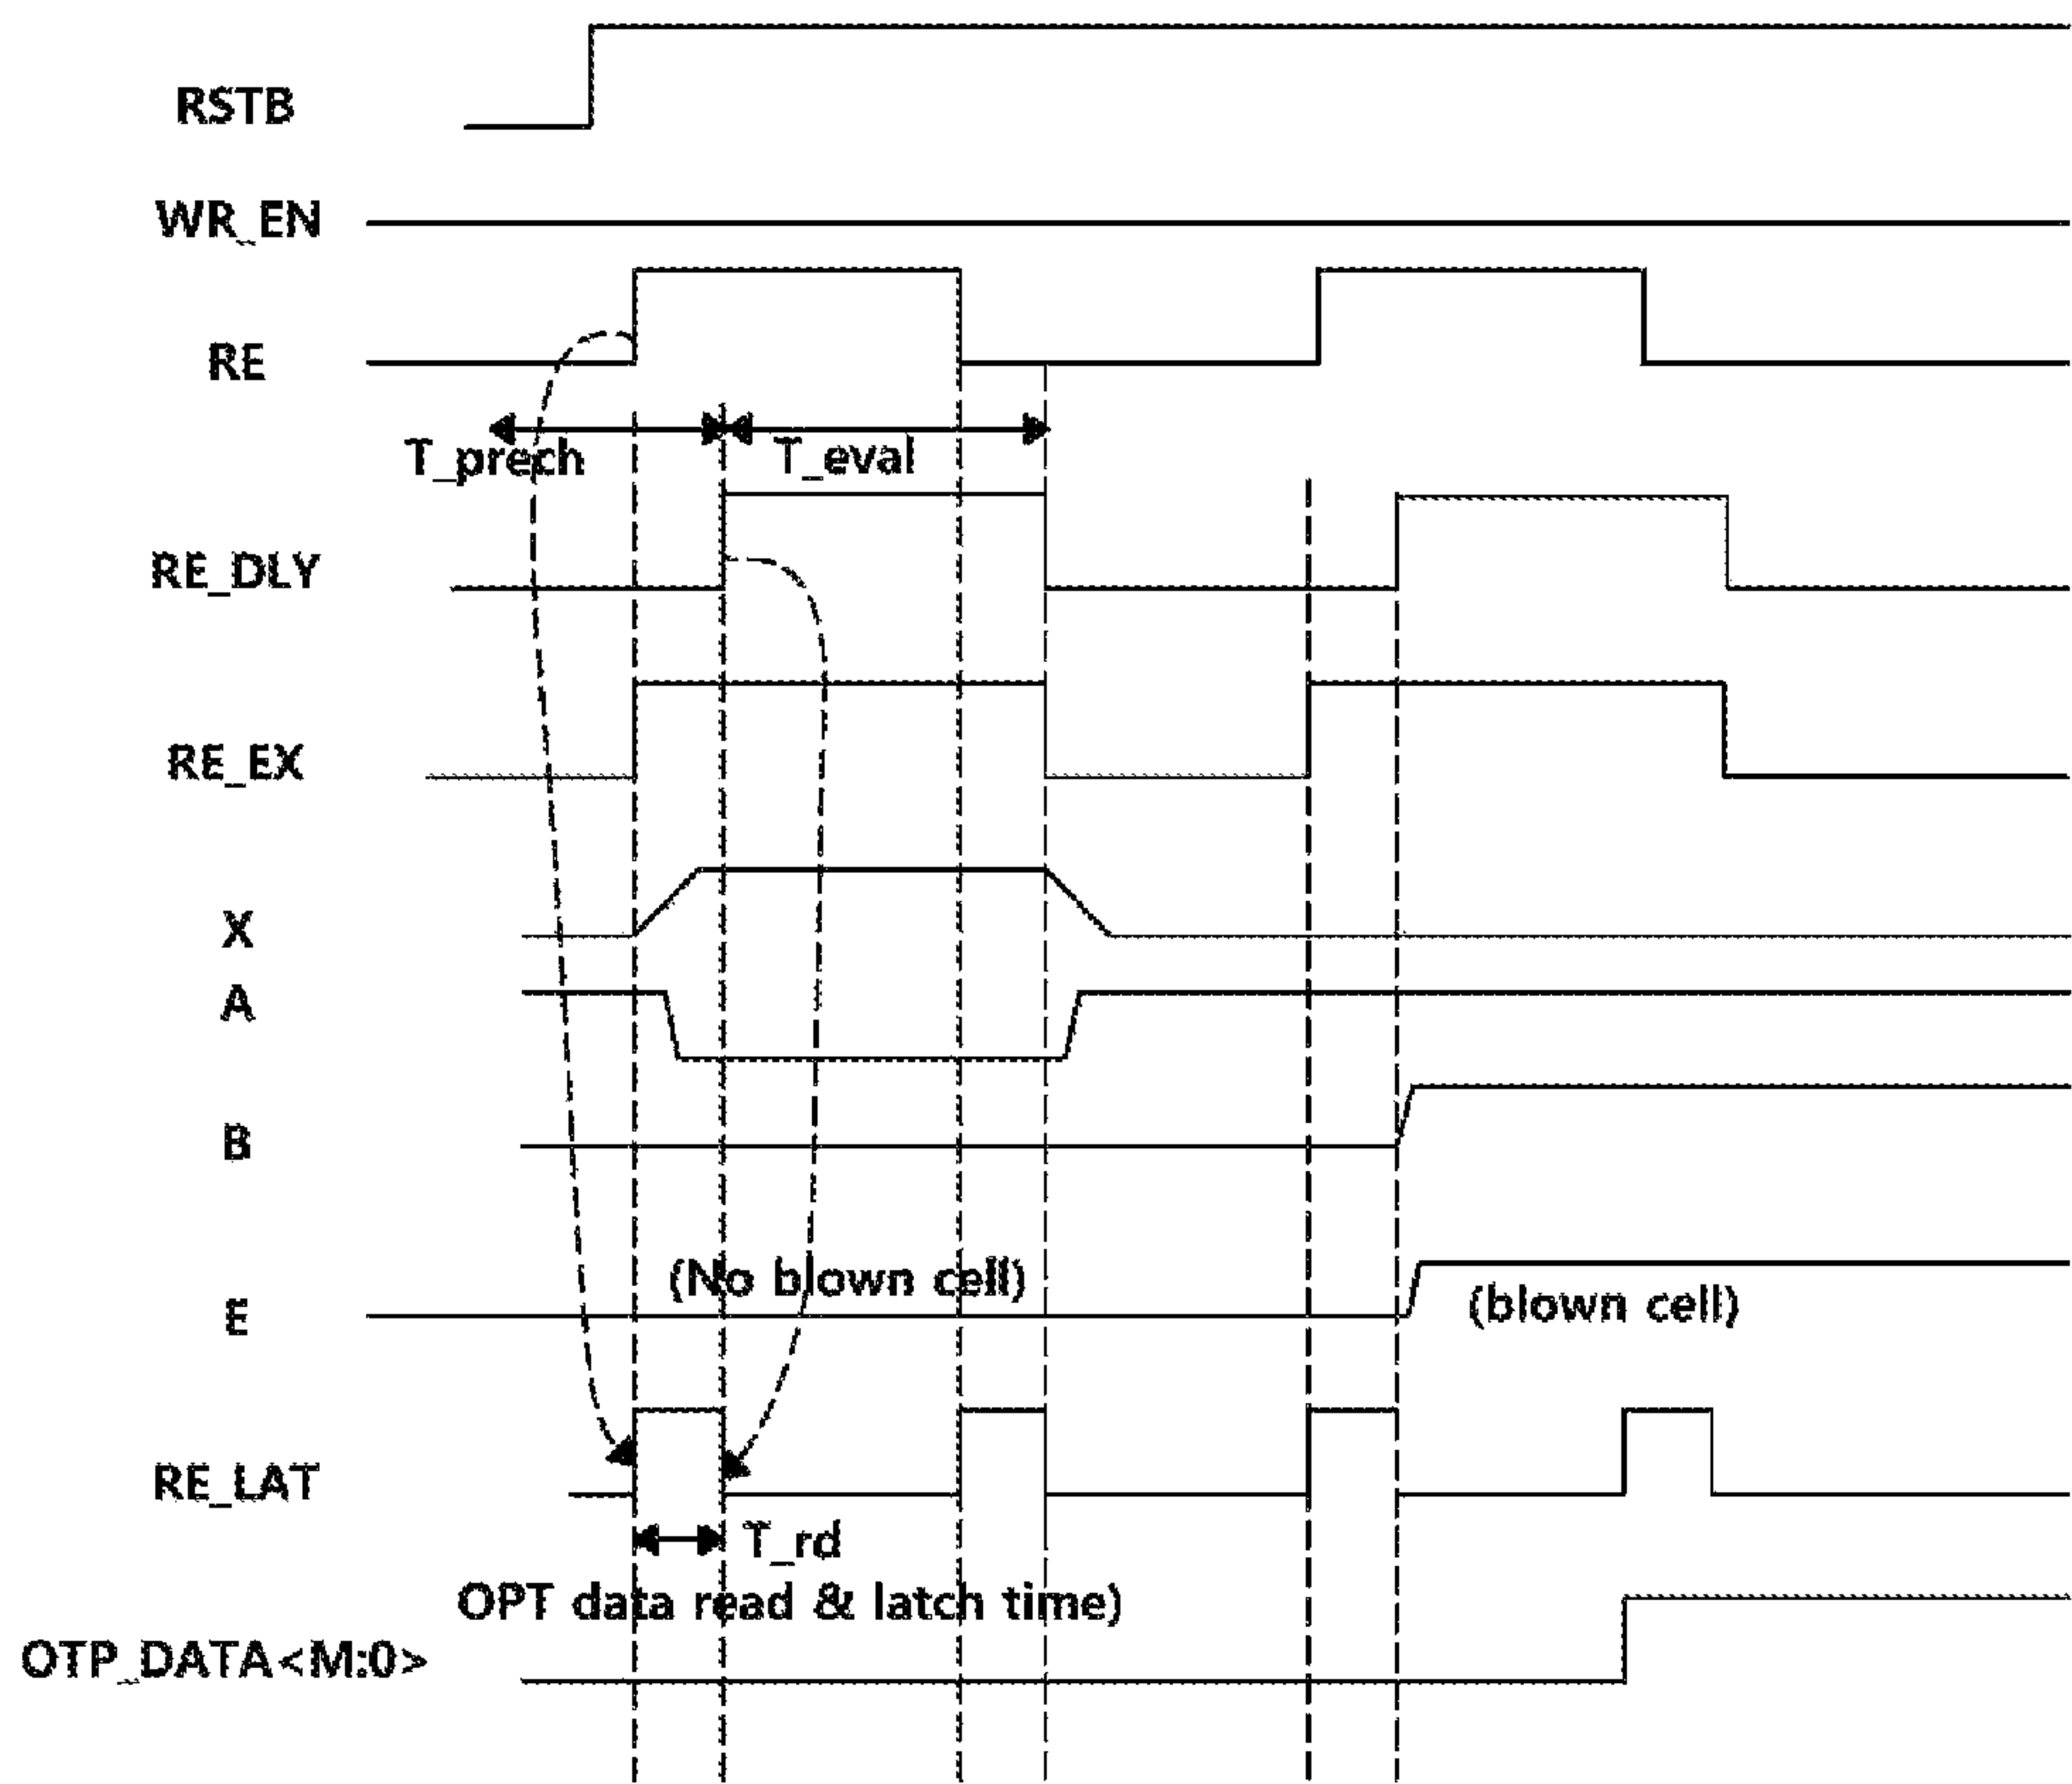 RSTB
WR_EN
RE
T_prech
T_eval
RE_DLY
RE_EX
X
A
B
(No blown cell)
E
(blown cell)
RE_LAT
T_rd
OPT data read & latch time)
OTP_DATA<M:0>